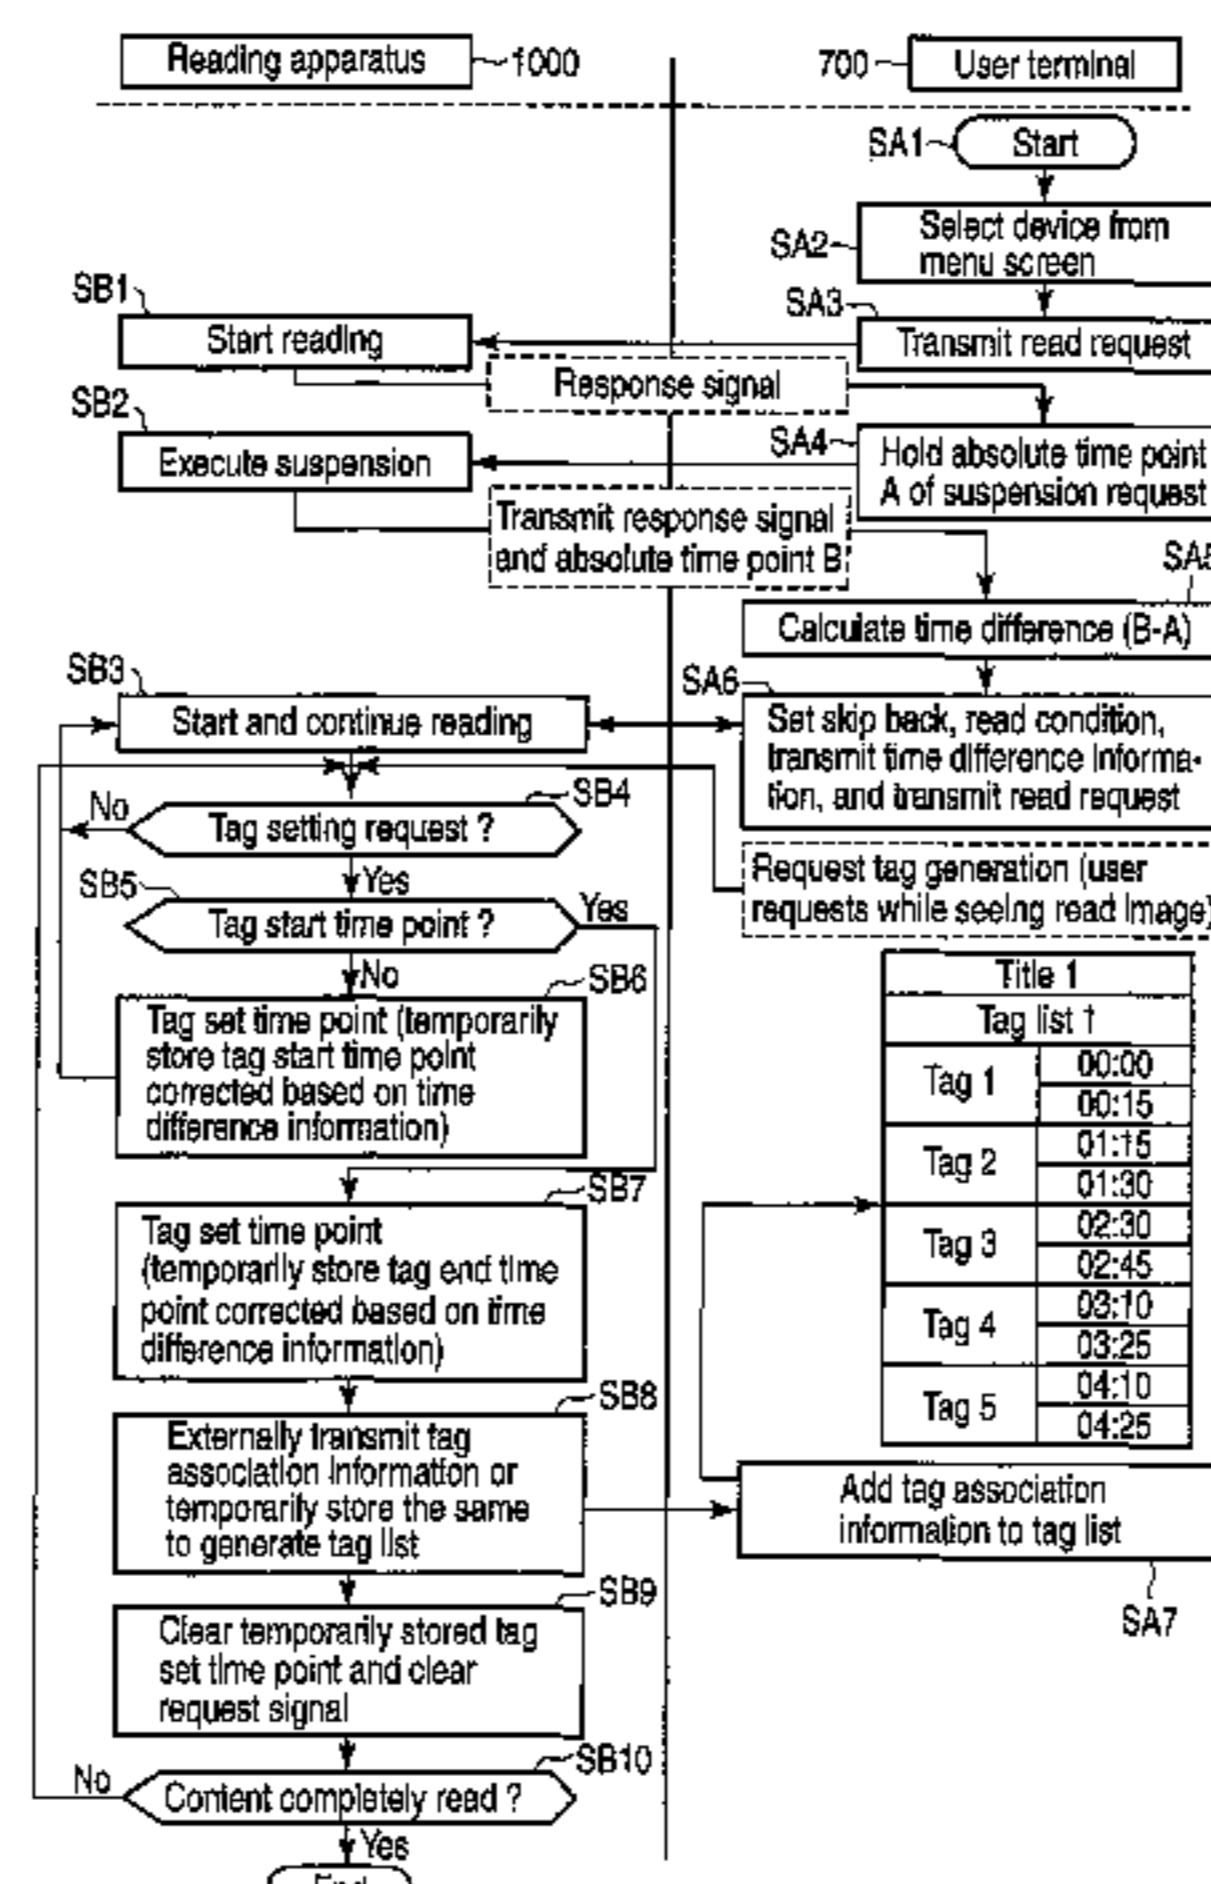 Reading apparatus
1000
700
User terminal
SA1
Start
SA2
Select device from
menu screen
SB1
SA3
Start reading
Transmit read request
Response signal
SB2
SA4
Execute suspension
Hold absolute time point
A of suspension request
Transmit response signal
and absolute time point B
SA5
Calculate time difference (B-A)
SB3
SA6
Start and continue reading
Set skip back, read condition,
transmit time difference informa-
tion, and transmit read request
No
SB4
Tag setting request ?
Yes
Request tag generation (user
requests while seeing read image)
SB5
Tag start time point ?
Yes
No
SB6
Tag set time point (temporarily
store tag start time point
corrected based on time
difference information)
Title 1
Tag list 1
Tag 1
00:00
00:15
Tag 2
01:15
01:30
Tag 3
02:30
02:45
Tag 4
03:10
03:25
Tag 5
04:10
04:25
SB7
Tag set time point
(temporarily store tag end time
point corrected based on time
difference information)
SB8
Externally transmit tag
association information or
temporarily store the same
to generate tag list
Add tag association
information to tag list
SA7
SB9
Clear temporarily stored tag
set time point and clear
request signal
SB10
No
Content completely read ?
Yes
End